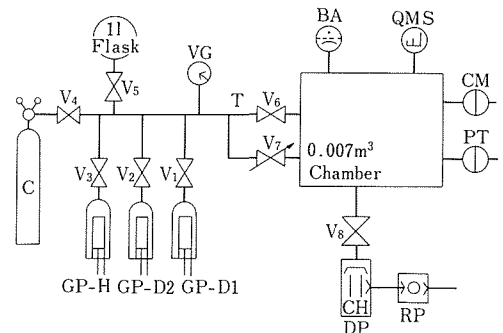 BA QMS
1l
Flask
VG
CM
V₄ V₅ T V₆
PT
V₃ V₂ V₁ V₇ 0.007m³
Chamber
C
V₈
GP-H GP-D2 GP-D1
CH
DP RP